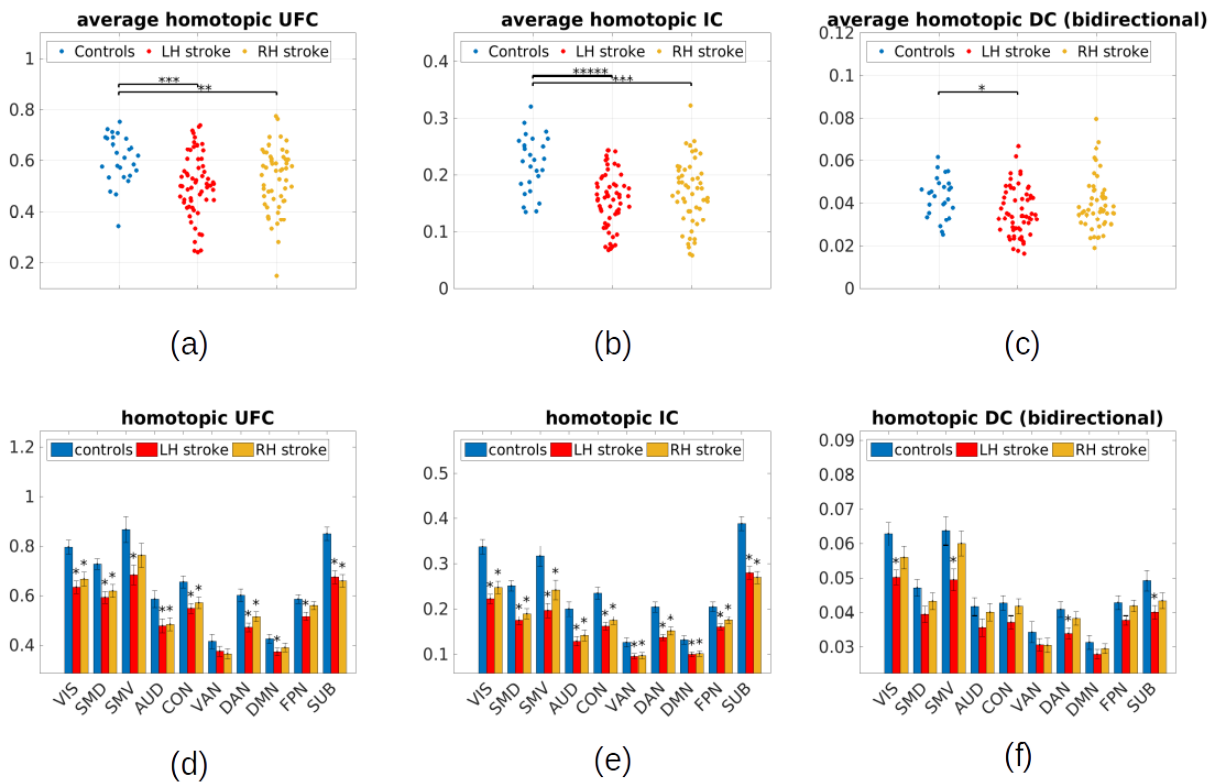 average homotopic UFC
Controls LH stroke RH stroke
1
0.8
0.6
0.4
0.2
***
**
(a)
average homotopic IC
Controls LH stroke RH stroke
0.4
0.3
0.2
0.1
0
*****
***
(b)
average homotopic DC (bidirectional)
0.12
Controls LH stroke RH stroke
0.1
0.08
0.06
0.04
0.02
0
*
(c)
homotopic UFC
controls LH stroke RH stroke
1.2
1
0.8
0.6
0.4
* * * * * * * * * * * * * * *
VIS SMD SMV AUD CON VAN DAN DMN FPN SUB
(d)
homotopic IC
controls LH stroke RH stroke
0.5
0.4
0.3
0.2
0.1
* * * * * * * * * * * * * * * * * * * *
VIS SMD SMV AUD CON VAN DAN DMN FPN SUB
(e)
homotopic DC (bidirectional)
0.09
controls LH stroke RH stroke
0.08
0.07
0.06
0.05
0.04
0.03
* * * *
VIS SMD SMV AUD CON VAN DAN DMN FPN SUB
(f)